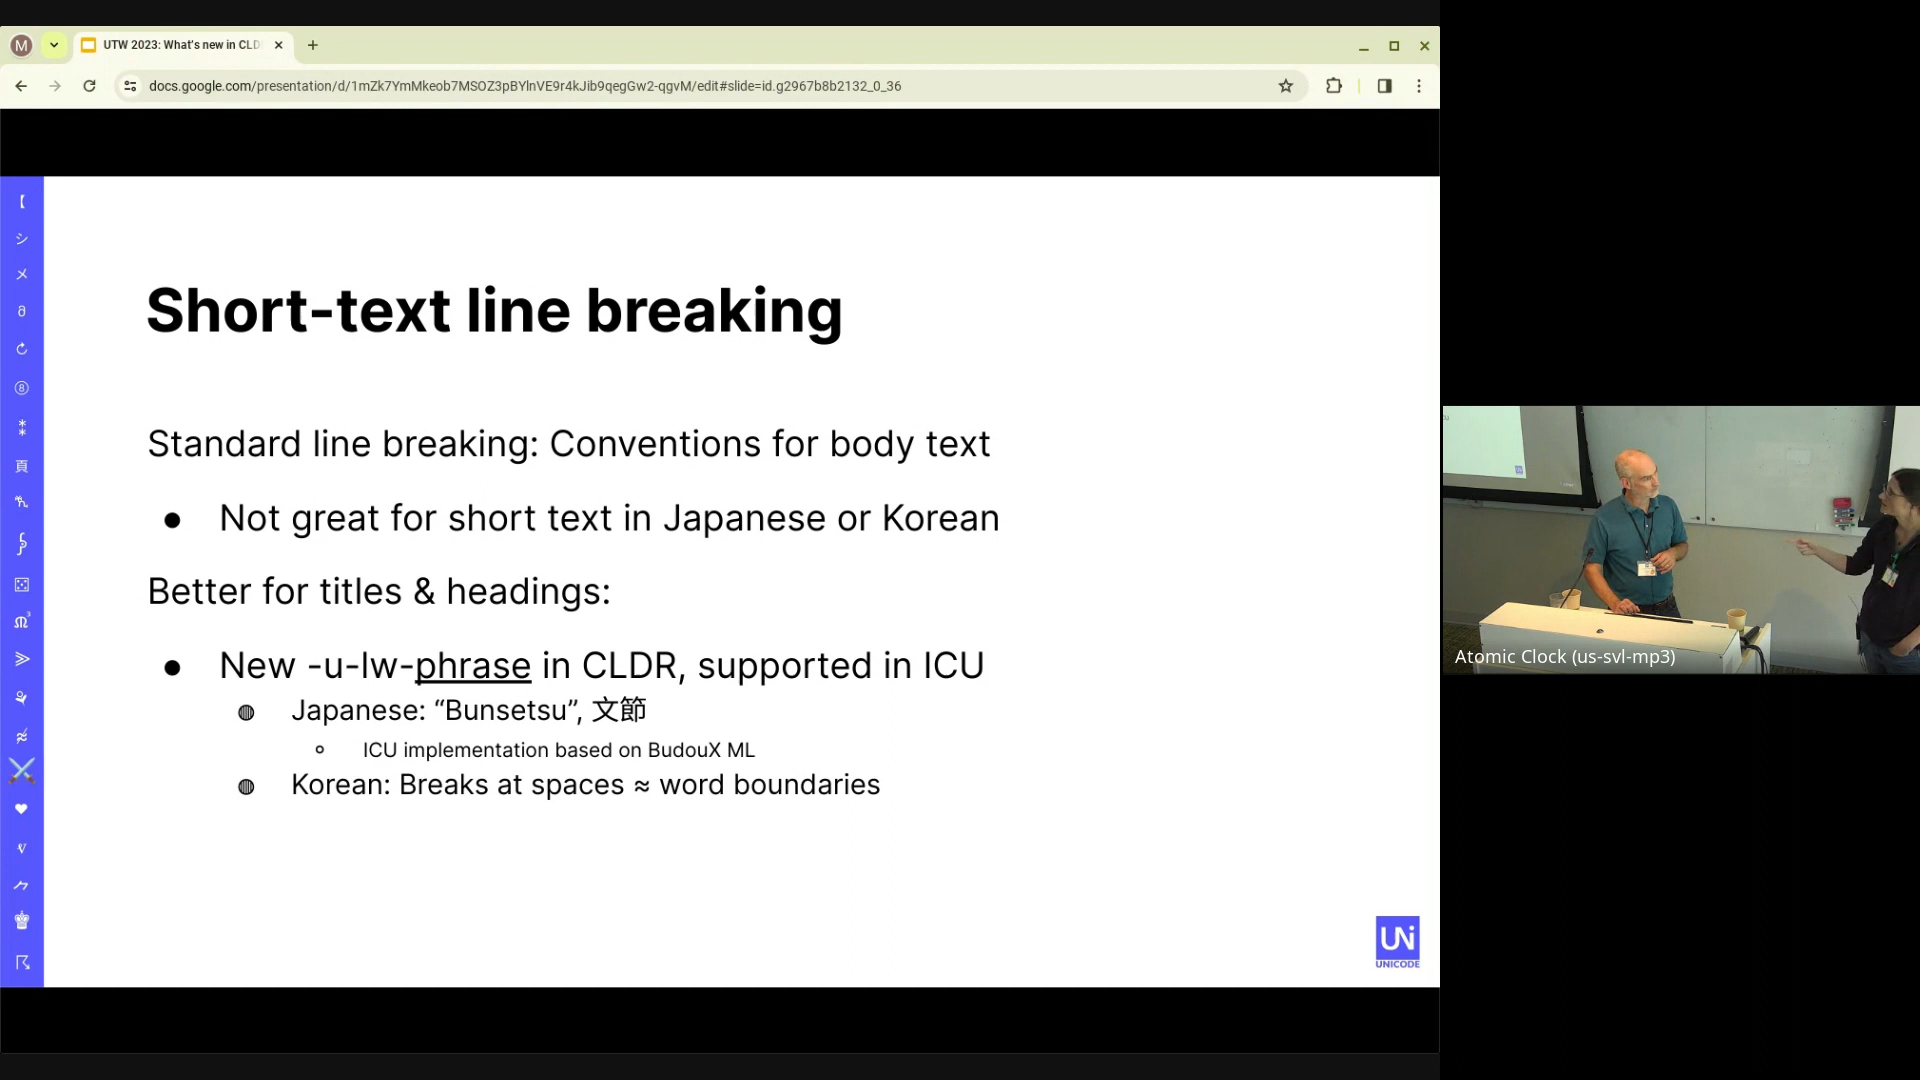 M
UTW 2023: What's new in CLD
docs.google.com/presentation/d/1mZk7YmMkeob7MSOZ3pBYlnVE9r4kJib9qegGw2-qgvM/edit#slide=id.g2967b8b2132_0_36
Short-text line breaking
Standard line breaking: Conventions for body text
● Not great for short text in Japanese or Korean
Better for titles & headings:
● New -u-lw-phrase in CLDR, supported in ICU
◍ Japanese: “Bunsetsu”, 文節
○ ICU implementation based on BudouX ML
◍ Korean: Breaks at spaces ≈ word boundaries
UNi
UNICODE
Atomic Clock (us-svl-mp3)